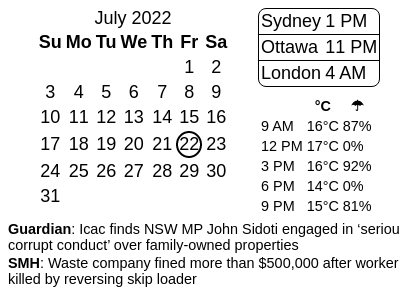 July 2022
Su Mo Tu We Th Fr Sa
1 2
3 4 5 6 7 8 9
10 11 12 13 14 15 16
17 18 19 20 21 22 23
24 25 26 27 28 29 30
31
Sydney 1 PM
Ottawa 11 PM
London 4 AM
°C ☂
9 AM 16°C 87%
12 PM 17°C 0%
3 PM 16°C 92%
6 PM 14°C 0%
9 PM 15°C 81%
Guardian: Icac finds NSW MP John Sidoti engaged in ‘seriou
corrupt conduct’ over family-owned properties
SMH: Waste company fined more than $500,000 after worker
killed by reversing skip loader